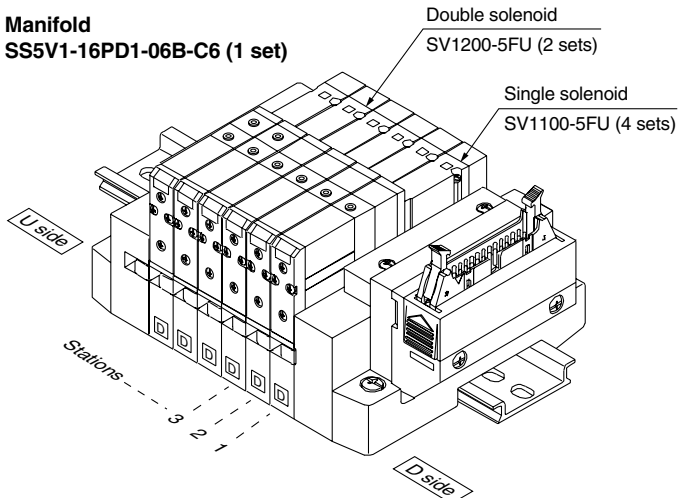 Manifold
SS5V1-16PD1-06B-C6 (1 set)
Double solenoid
SV1200-5FU (2 sets)
Single solenoid
SV1100-5FU (4 sets)
U side
D D D D D D
Stations
3
2
1
D side